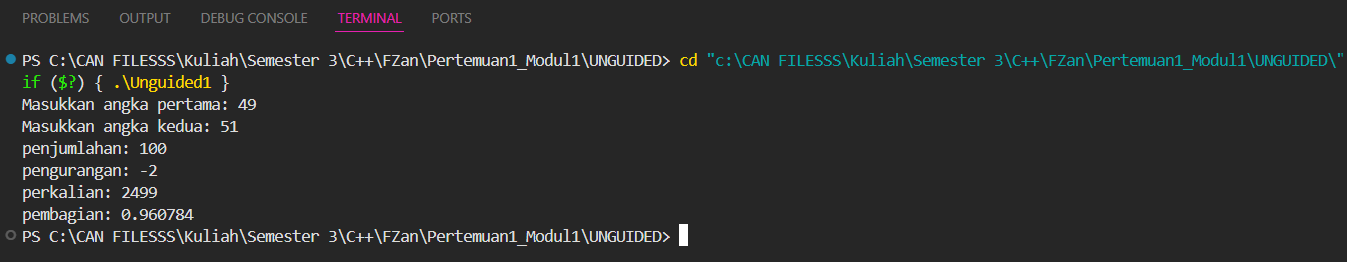 PROBLEMS OUTPUT DEBUG CONSOLE TERMINAL PORTS
PS C:\CAN FILESSS\Kuliah\Semester 3\C++\FZan\Pertemuan1_Modul1\UNGUIDED> cd "c:\CAN FILESSS\Kuliah\Semester 3\C++\FZan\Pertemuan1_Modul1\UNGUIDED\"
if ($?) { .\Unguided1 }
Masukkan angka pertama: 49
Masukkan angka kedua: 51
penjumlahan: 100
pengurangan: -2
perkalian: 2499
pembagian: 0.960784
PS C:\CAN FILESSS\Kuliah\Semester 3\C++\FZan\Pertemuan1_Modul1\UNGUIDED>